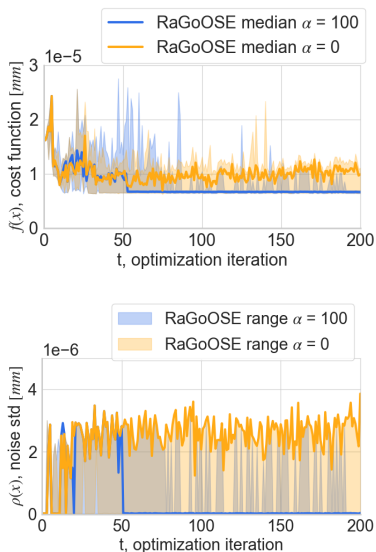 RaGoOSE median α = 100
RaGoOSE median α = 0
1e−5
3
2
1
0
f(x), cost function [mm]
0 50 100 150 200
t, optimization iteration
RaGoOSE range α = 100
RaGoOSE range α = 0
1e−6
4
2
0
ρ(x), noise std [mm]
0 50 100 150 200
t, optimization iteration